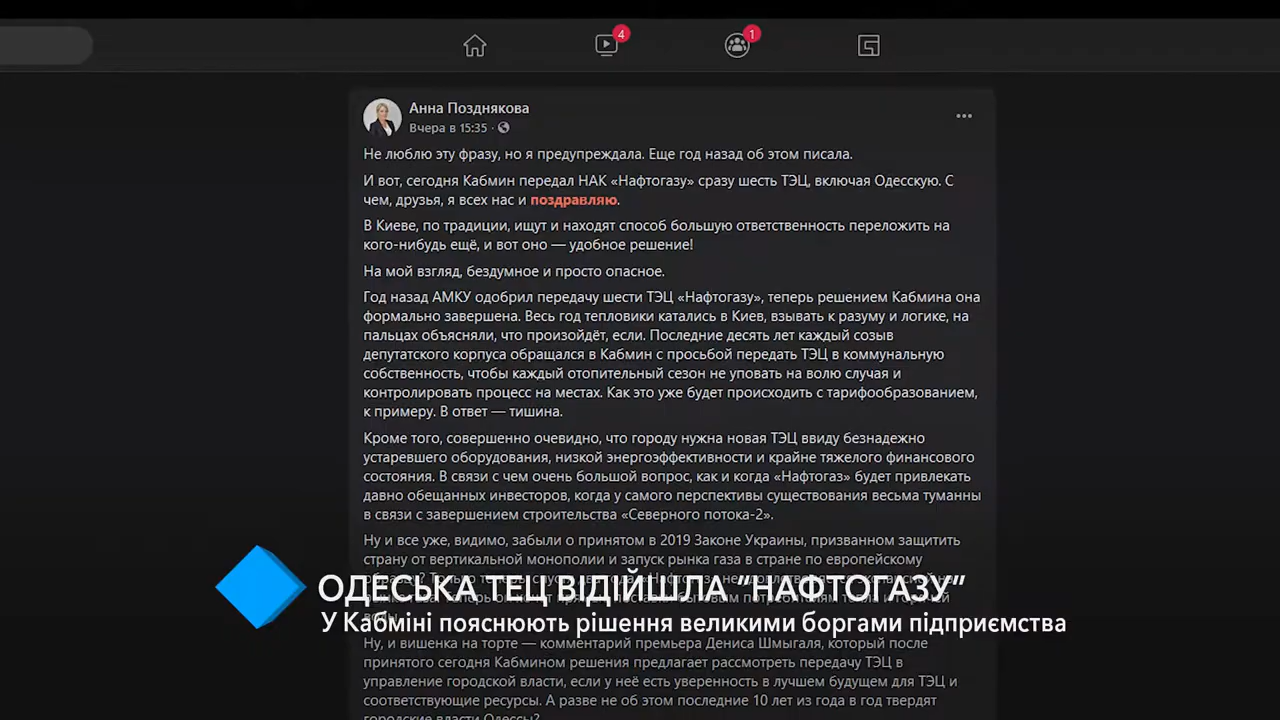 4
1
Анна Позднякова
Вчера в 15:35 ·
Не люблю эту фразу, но я предупреждала. Еще год назад об этом писала.
И вот, сегодня Кабмин передал НАК «Нафтогазу» сразу шесть ТЭЦ, включая Одесскую. С
чем, друзья, я всех нас и поздравляю.
В Киеве, по традиции, ищут и находят способ большую ответственность переложить на
кого-нибудь ещё, и вот оно — удобное решение!
На мой взгляд, бездумное и просто опасное.
Год назад АМКУ одобрил передачу шести ТЭЦ «Нафтогазу», теперь решением Кабмина она
формально завершена. Весь год тепловики катались в Киев, взывать к разуму и логике, на
пальцах объясняли, что произойдёт, если. Последние десять лет каждый созыв
депутатского корпуса обращался в Кабмин с просьбой передать ТЭЦ в коммунальную
собственность, чтобы каждый отопительный сезон не уповать на волю случая и
контролировать процесс на местах. Как это уже будет происходить с тарифообразованием,
к примеру. В ответ — тишина.
Кроме того, совершенно очевидно, что городу нужна новая ТЭЦ ввиду безнадежно
устаревшего оборудования, низкой энергоэффективности и крайне тяжелого финансового
состояния. В связи с чем очень большой вопрос, как и когда «Нафтогаз» будет привлекать
давно обещанных инвесторов, когда у самого перспективы существования весьма туманны
в связи с завершением строительства «Северного потока-2».
Ну и все уже, видимо, забыли о принятом в 2019 Законе Украины, призванном защитить
страну от вертикальной монополии и запуск рынка газа в стране по европейскому
ОДЕСЬКА ТЕЦ ВІДІЙШЛА “НАФТОГАЗУ”
У Кабміні пояснюють рішення великими боргами підприємства
Ну, и вишенка на торте — комментарий премьера Дениса Шмыгаля, который после
принятого сегодня Кабмином решения предлагает рассмотреть передачу ТЭЦ в
управление городской власти, если у неё есть уверенность в лучшем будущем для ТЭЦ и
соответствующие ресурсы. А разве не об этом последние 10 лет из года в год твердят
городские власти Одессы?